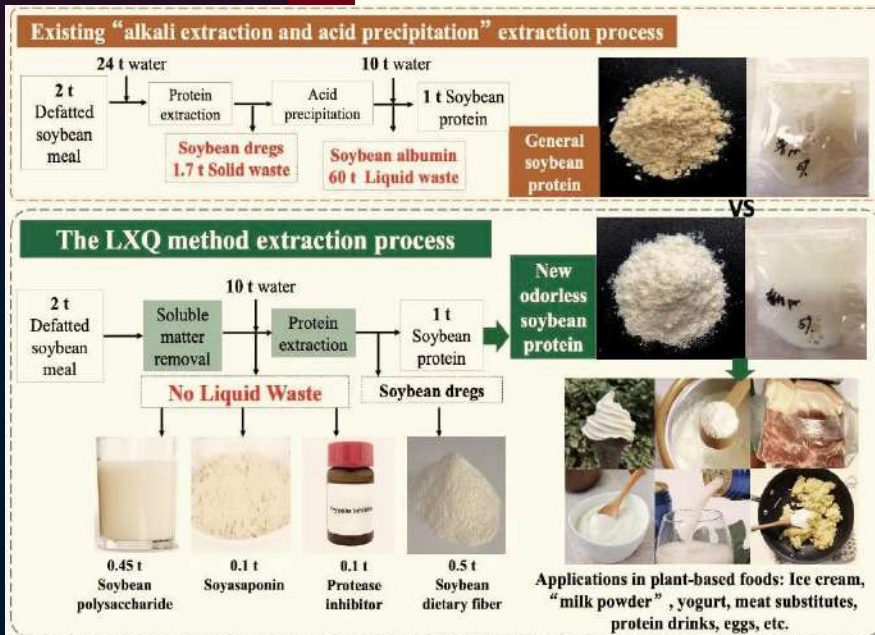 Existing “alkali extraction and acid precipitation” extraction process
24 t water
10 t water
2 t
Defatted
soybean
meal
Protein
extraction
Acid
precipitation
1 t Soybean
protein
Soybean dregs
1.7 t Solid waste
Soybean albumin
60 t Liquid waste
General
soybean
protein
6%
VS
The LXQ method extraction process
10 t water
2 t
Defatted
soybean
meal
Soluble
matter
removal
Protein
extraction
1 t
Soybean
protein
New
odorless
soybean
protein
6%
No Liquid Waste
Soybean dregs
0.45 t
Soybean
polysaccharide
0.1 t
Soyasaponin
0.1 t
Protease
inhibitor
0.5 t
Soybean
dietary fiber
Applications in plant-based foods: Ice cream,
“milk powder” , yogurt, meat substitutes,
protein drinks, eggs, etc.